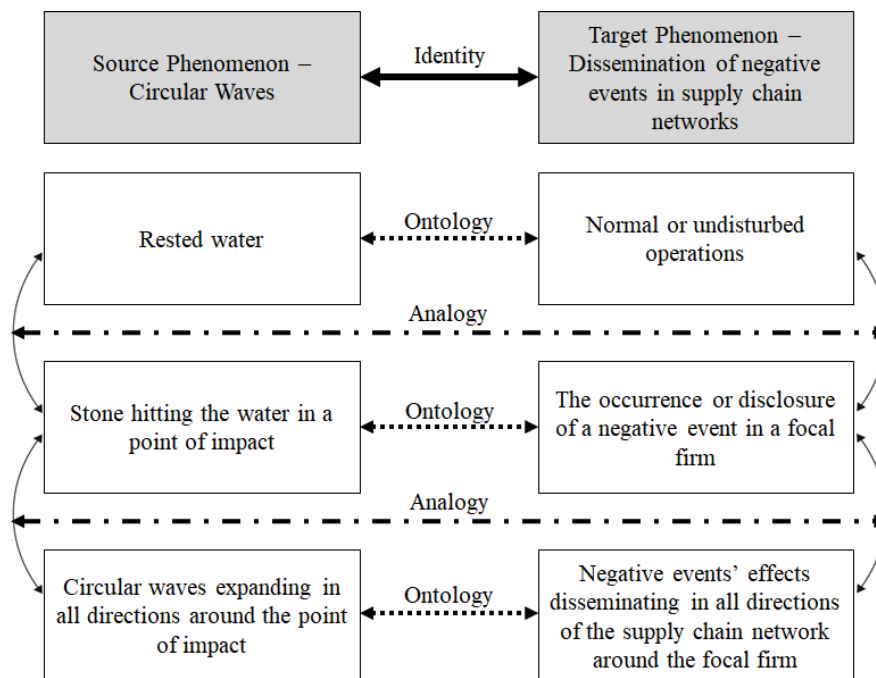 Source Phenomenon –
Circular Waves
Identity
Target Phenomenon –
Dissemination of negative
events in supply chain
networks
Rested water
Ontology
Normal or undisturbed
operations
Analogy
Stone hitting the water in a
point of impact
Ontology
The occurrence or disclosure
of a negative event in a focal
firm
Analogy
Circular waves expanding in
all directions around the point
of impact
Ontology
Negative events’ effects
disseminating in all directions
of the supply chain network
around the focal firm